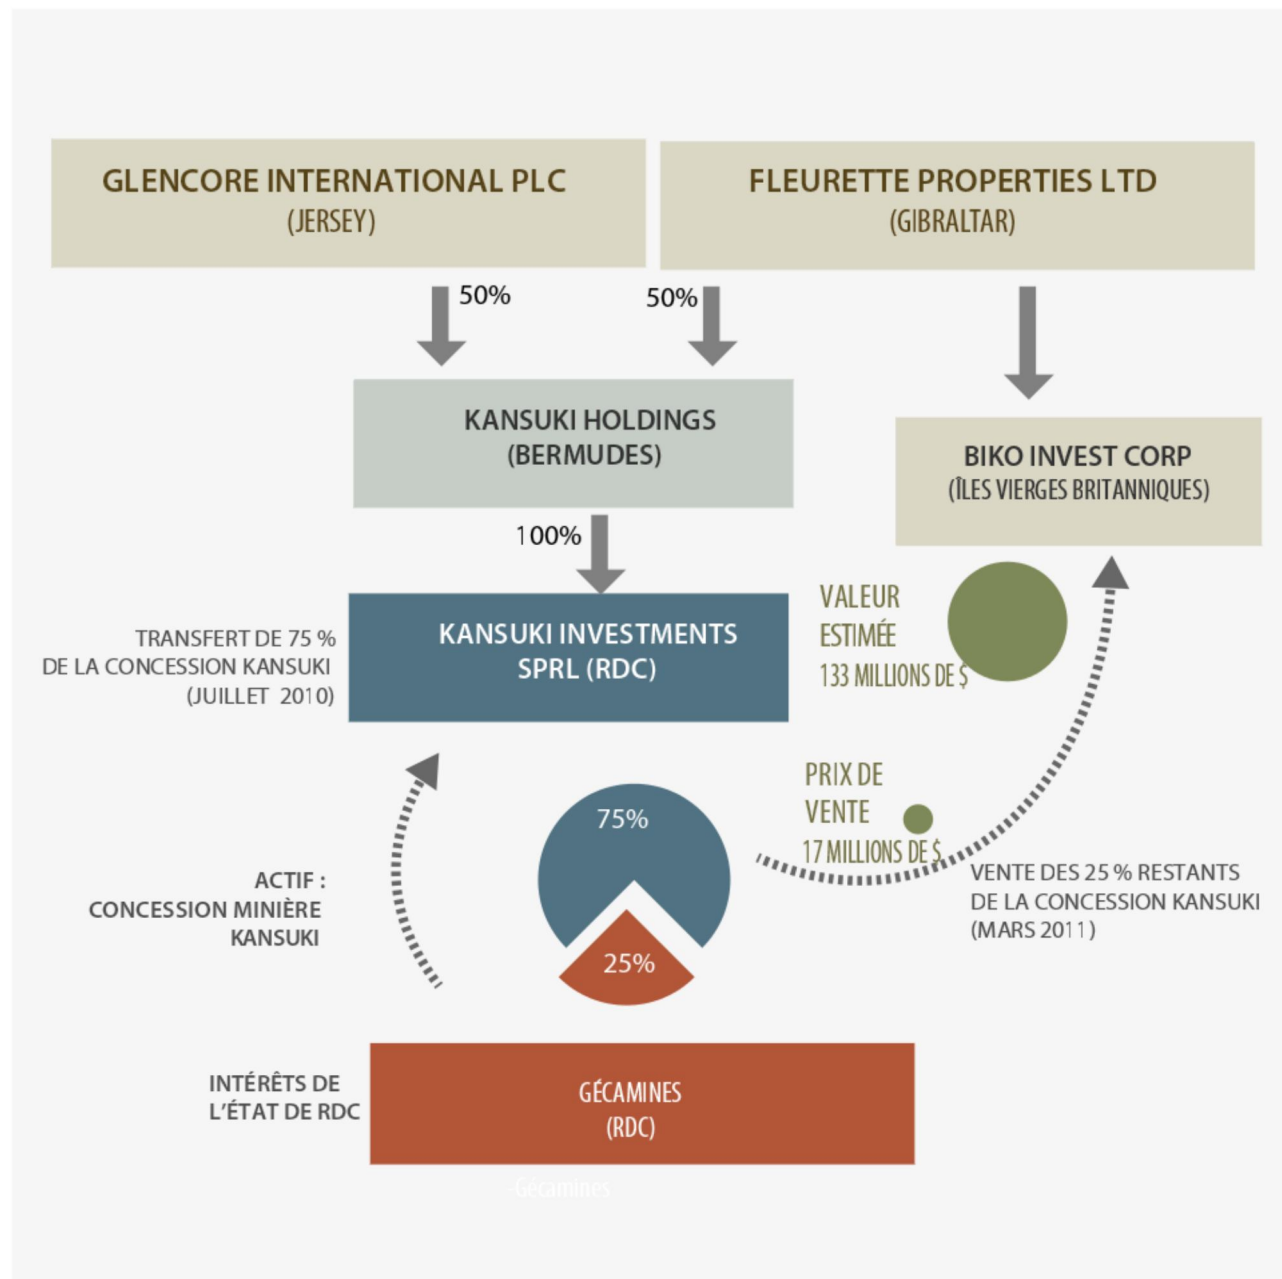 GLENCORE INTERNATIONAL PLC
(JERSEY)
FLEURETTE PROPERTIES LTD
(GIBRALTAR)
50%
50%
KANSUKI HOLDINGS
(BERMUDES)
BIKO INVEST CORP
(ÎLES VIERGES BRITANNIQUES)
100%
TRANSFERT DE 75 %
DE LA CONCESSION KANSUKI
(JUILLET 2010)
KANSUKI INVESTMENTS
SPRL (RDC)
VALEUR
ESTIMÉE
133 MILLIONS DE $
PRIX DE
VENTE
17 MILLIONS DE $
75%
25%
VENTE DES 25 % RESTANTS
DE LA CONCESSION KANSUKI
(MARS 2011)
ACTIF :
CONCESSION MINIÈRE
KANSUKI
INTÉRÊTS DE
L'ÉTAT DE RDC
GÉCAMINES
(RDC)
-Gécamines